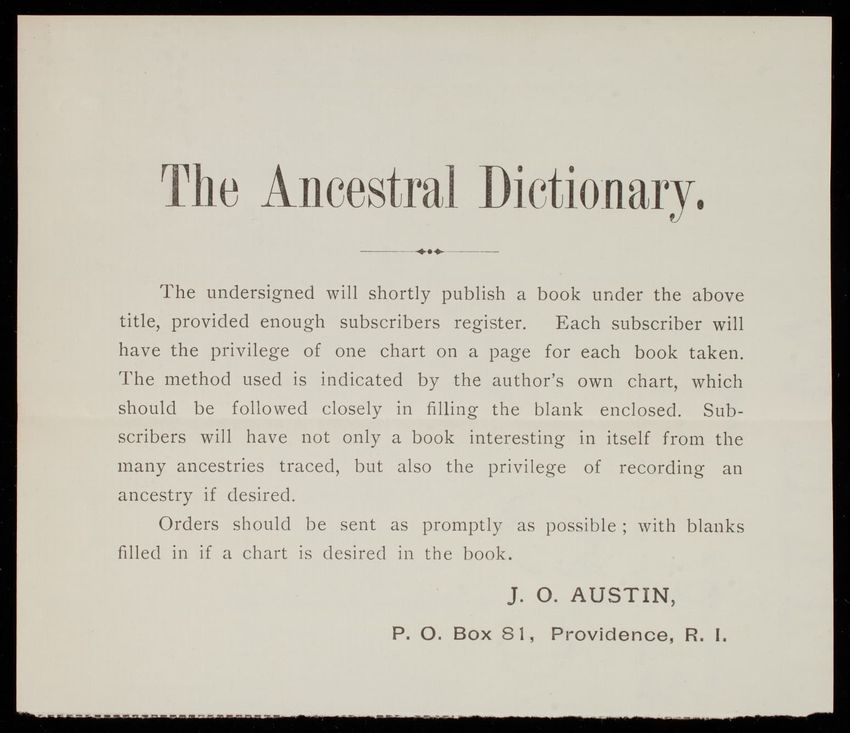 The Ancestral Dictionary.
The undersigned will shortly publish a book under the above
title, provided enough subscribers register. Each subscriber will
have the privilege of one chart on a page for each book taken.
The method used is indicated by the author's own chart, which
should be followed closely in filling the blank enclosed. Sub-
scribers will have not only a book interesting in itself from the
many ancestries traced, but also the privilege of recording an
ancestry if desired.
Orders should be sent as promptly as possible; with blanks
filled in if a chart is desired in the book.
J. O. AUSTIN,
P. O. Box 81, Providence, R. I.